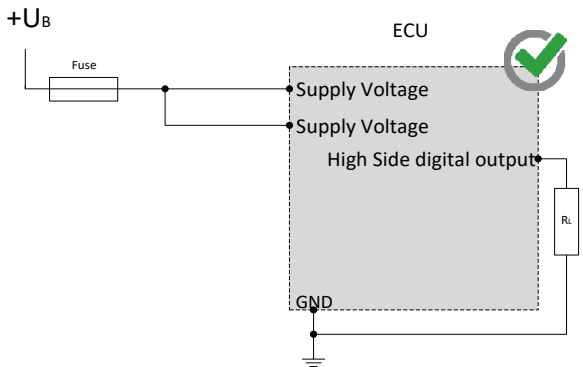 +UB
ECU
Fuse
Supply Voltage
Supply Voltage
High Side digital output
RL
GND